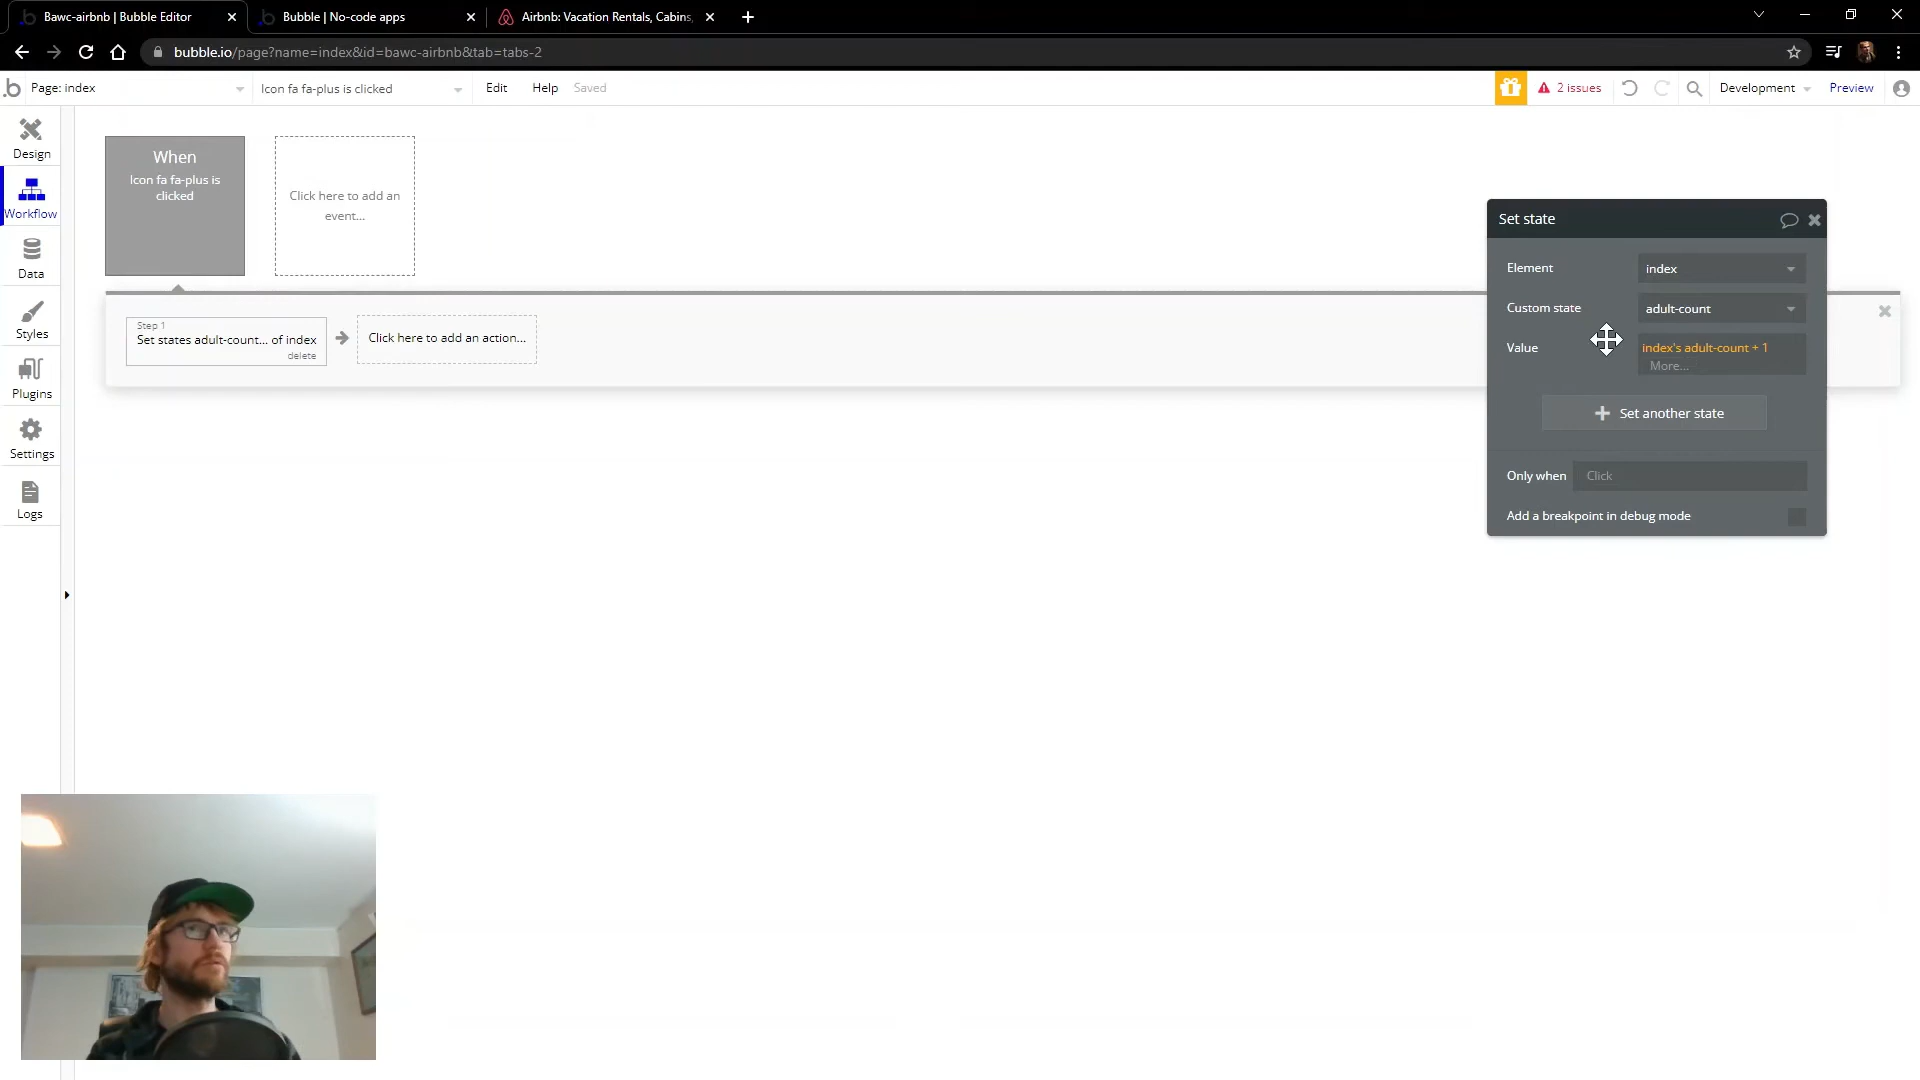 Bawc-airbnb | Bubble Editor
Bubble | No-code apps
Airbnb: Vacation Rentals, Cabins,
bubble.io/page?name=index&id=bawc-airbnb&tab=tabs-2
Page: index
Icon fa fa-plus is clicked
Edit
Help
Saved
2 issues
Development
Preview
Design
Workflow
Data
Styles
Plugins
Settings
Logs
When
Icon fa fa-plus is
clicked
Click here to add an
event...
Step 1
Set states adult-count... of index
delete
Click here to add an action...
Set state
Element
index
Custom state
adult-count
Value
index's adult-count + 1
More...
Set another state
Only when
Click
Add a breakpoint in debug mode